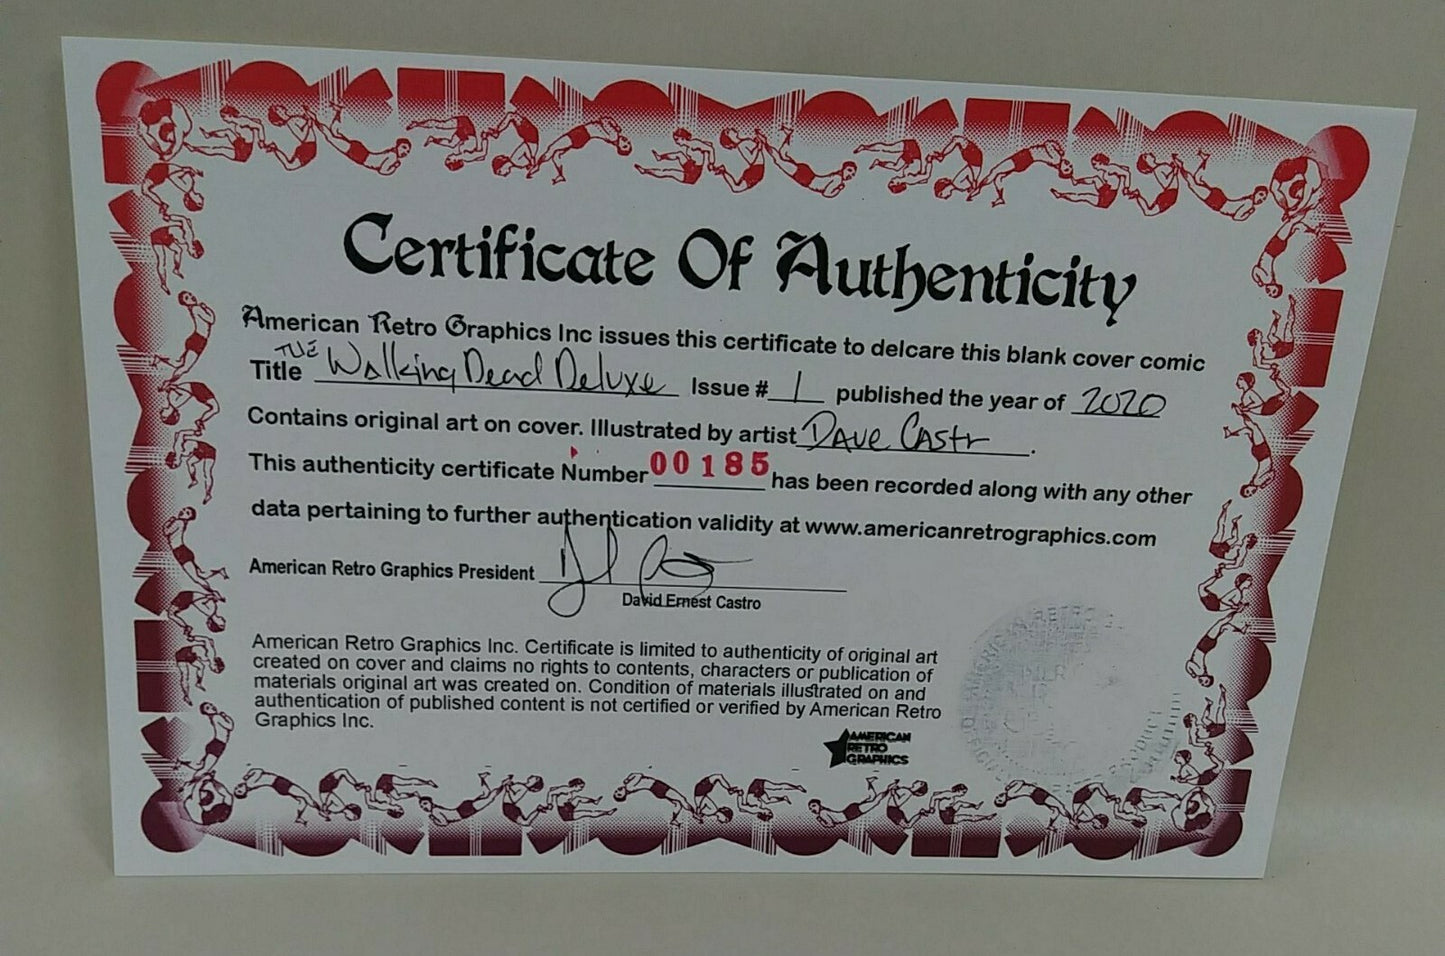 Certificate Of Authenticity
American Retro Graphics Inc issues this certificate to delcare this blank cover comic
THE
Title Walking Dead Deluxe Issue # 1 published the year of 2020
Contains original art on cover. Illustrated by artist Dave Castr.
This authenticity certificate Number 00185 has been recorded along with any other
data pertaining to further authentication validity at www.americanretrographics.com
American Retro Graphics President
David Ernest Castro
American Retro Graphics Inc. Certificate is limited to authenticity of original art
created on cover and claims no rights to contents, characters or publication of
materials original art was created on. Condition of materials illustrated on and
authentication of published content is not certified or verified by American Retro
Graphics Inc.
AMERICAN
RETRO
GRAPHICS